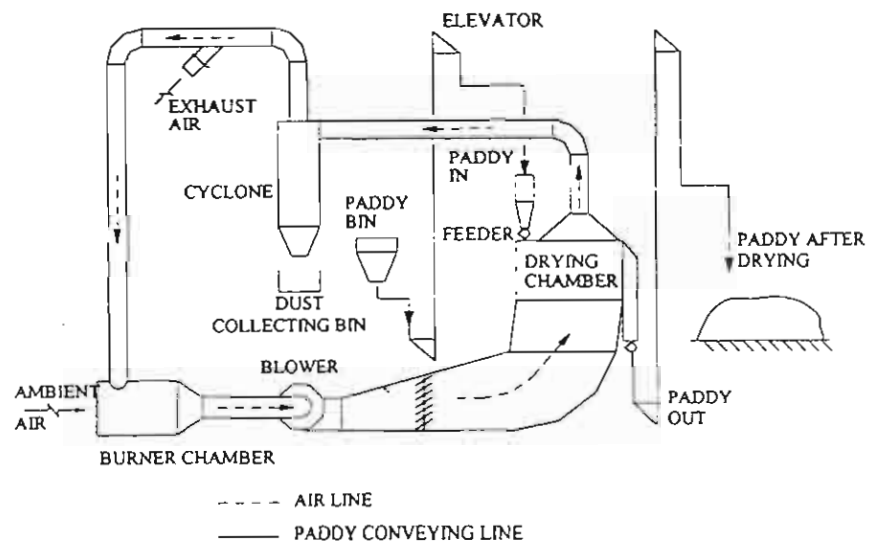 ELEVATOR
EXHAUST
AIR
CYCLONE
PADDY
BIN
PADDY
IN
FEEDER
DRYING
CHAMBER
PADDY AFTER
DRYING
DUST
COLLECTING BIN
BLOWER
AMBIENT
AIR
BURNER CHAMBER
PADDY
OUT
AIR LINE
PADDY CONVEYING LINE